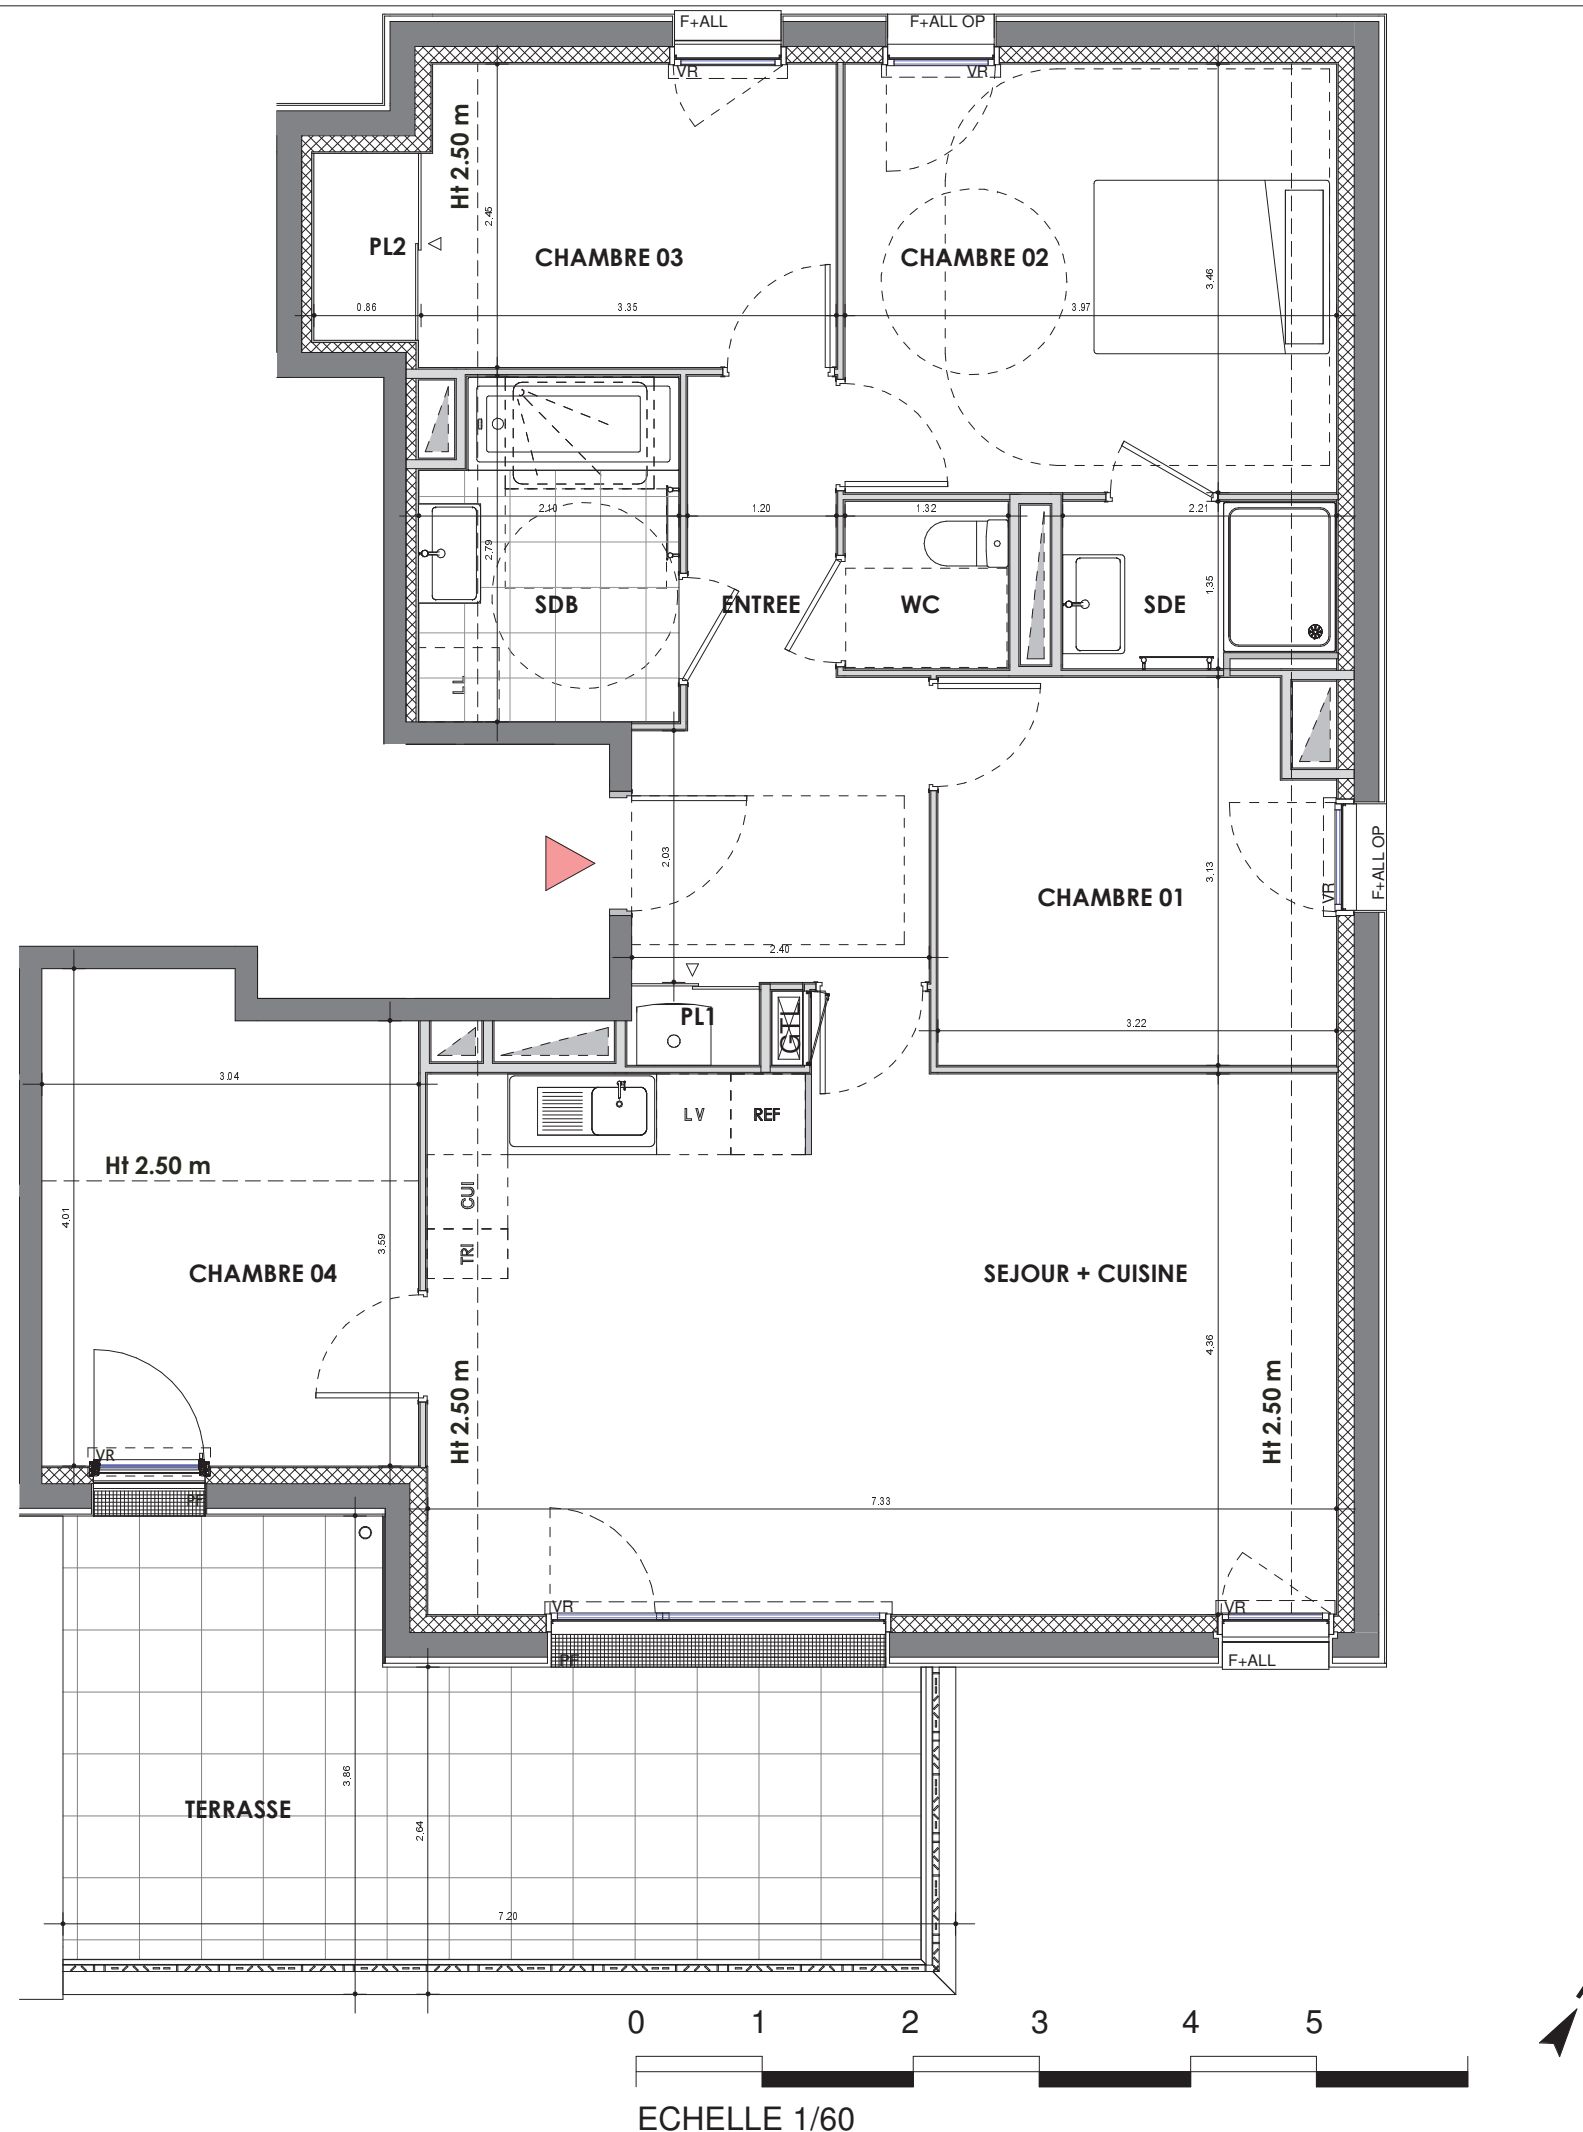 F+ALL
F+ALL OP
VR
VR
Ht 2.50 m
2.45
PL2
CHAMBRE 03
CHAMBRE 02
3.46
0.86
3.35
3.97
2.10
1.20
1.32
2.21
2.79
1.35
SDB
ENTREE
WC
SDE
LL
2.03
3.13
F+ALL OP
VR
CHAMBRE 01
2.40
PL1
GTL
3.22
3.04
LV
REF
Ht 2.50 m
CUI
4.01
3.59
TRI
CHAMBRE 04
SEJOUR + CUISINE
4.36
Ht 2.50 m
Ht 2.50 m
VR
PF
7.33
VR
VR
PF
F+ALL
3.86
2.64
TERRASSE
7.20
0 1 2 3 4 5
ECHELLE 1/60